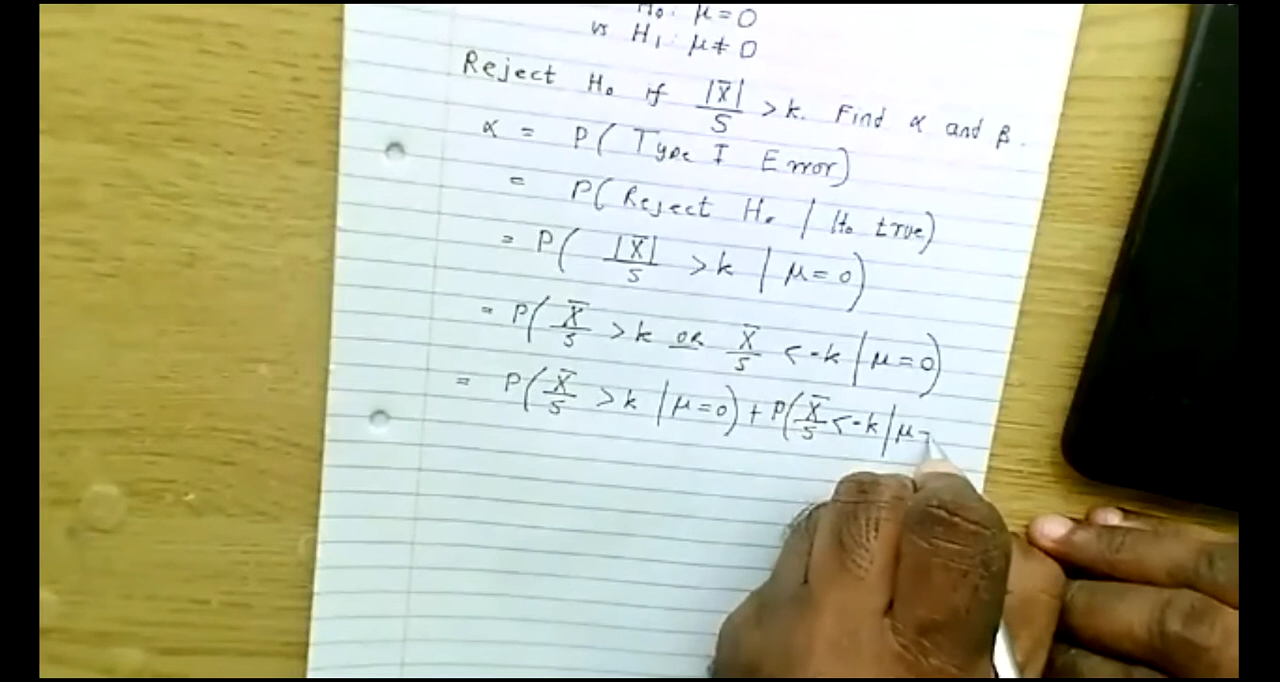 H₀: μ = 0
vs H₁: μ ≠ 0
Reject H₀ if |X̄|/S > k. Find α and β.
α = P( Type I Error)
= P( Reject H₀ | H₀ true)
= P( |X̄|/S > k | μ = 0)
= P( X̄/S > k OR X̄/S < -k | μ = 0)
= P( X̄/S > k | μ = 0) + P( X̄/S < -k | μ =